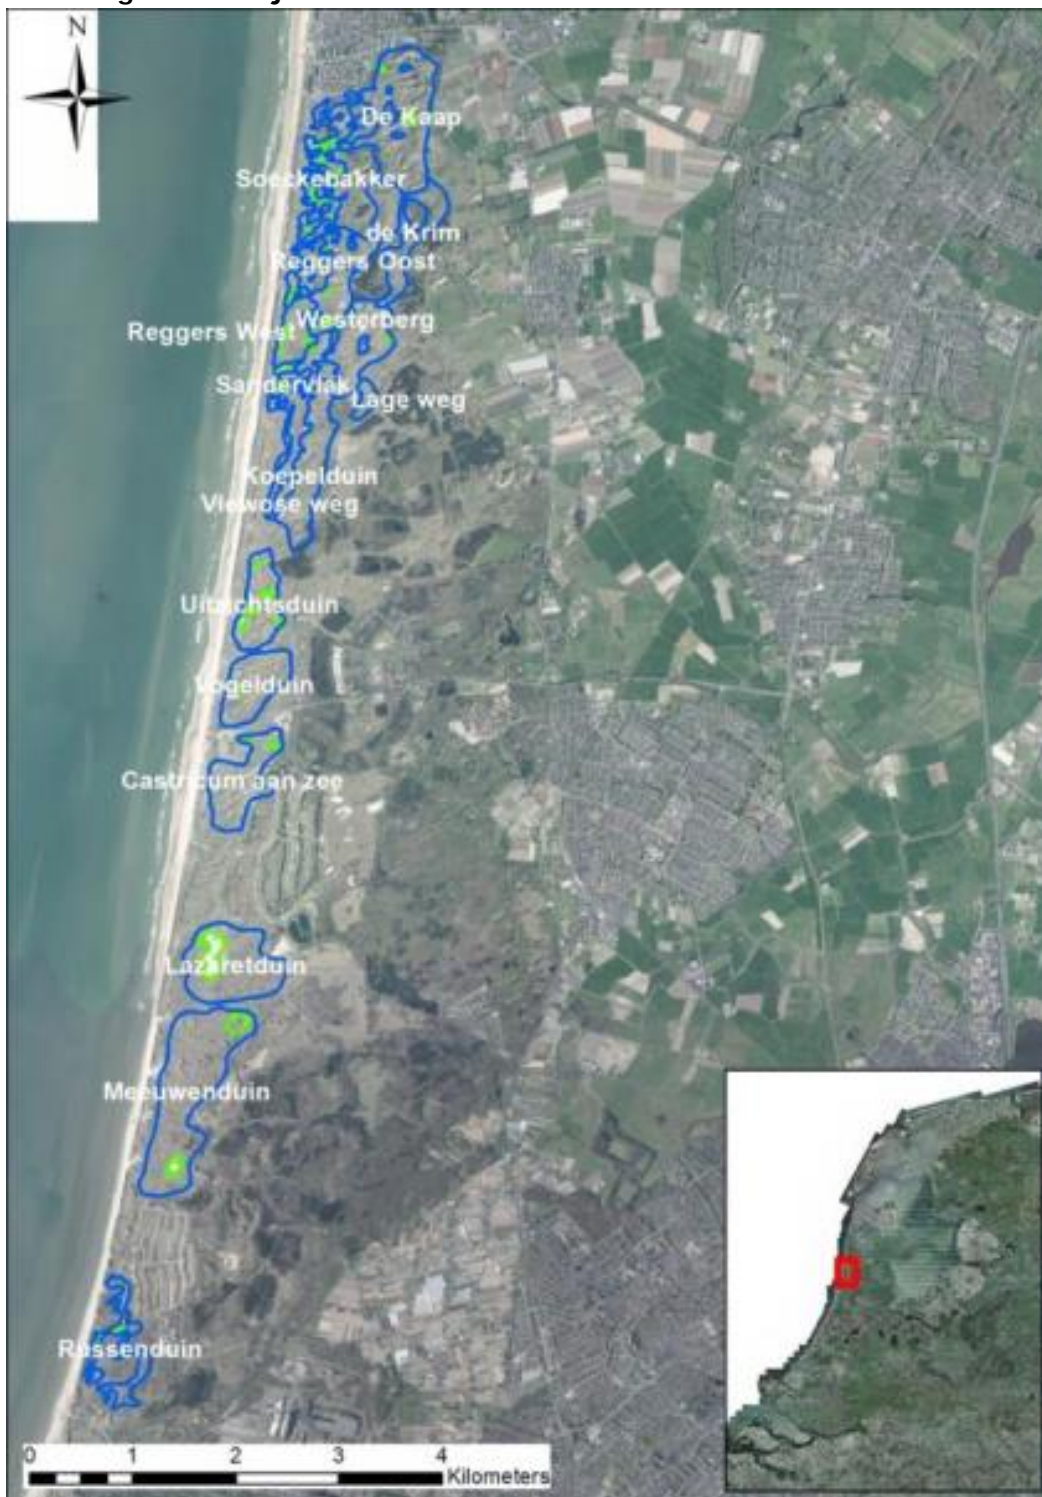 N
De Kaap
Soeckebakker
de Krim
Reggers Oost
Westerberg
Reggers West
Sandervlak
Lage weg
Koepelduin
Viewose weg
Uitzichtsduin
Vogelduin
Castricum aan zee
Lazaretduin
Meeuwenduin
Russenduin
0 1 2 3 4
Kilometers